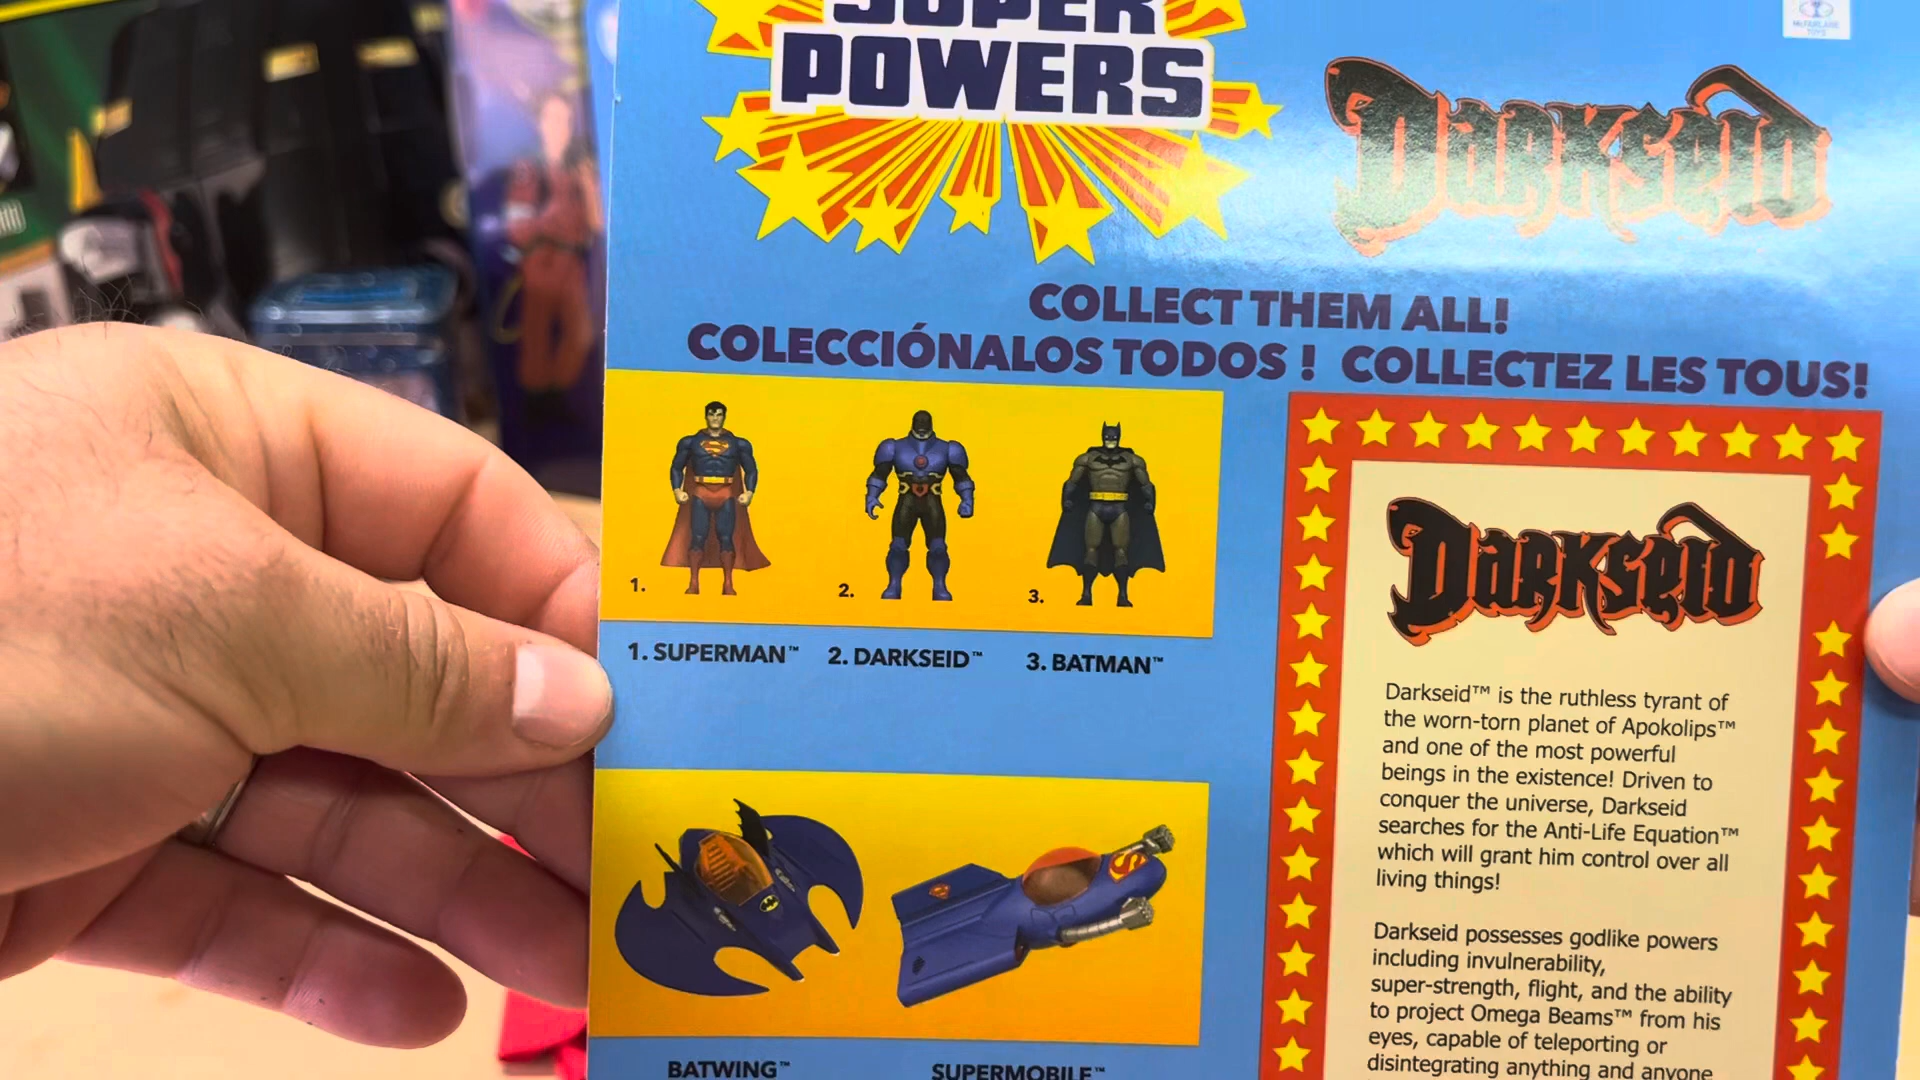 SUPER
POWERS
McFARLANE
TOYS
DARKSEID
COLLECT THEM ALL!
COLECCIÓNALOS TODOS ! COLLECTEZ LES TOUS!
1.
2.
3.
1. SUPERMAN™ 2. DARKSEID™ 3. BATMAN™
BATWING™ SUPERMOBILE™
DARKSEID
Darkseid™ is the ruthless tyrant of
the worn-torn planet of Apokolips™
and one of the most powerful
beings in the existence! Driven to
conquer the universe, Darkseid
searches for the Anti-Life Equation™
which will grant him control over all
living things!
Darkseid possesses godlike powers
including invulnerability,
super-strength, flight, and the ability
to project Omega Beams™ from his
eyes, capable of teleporting or
disintegrating anything and anyone